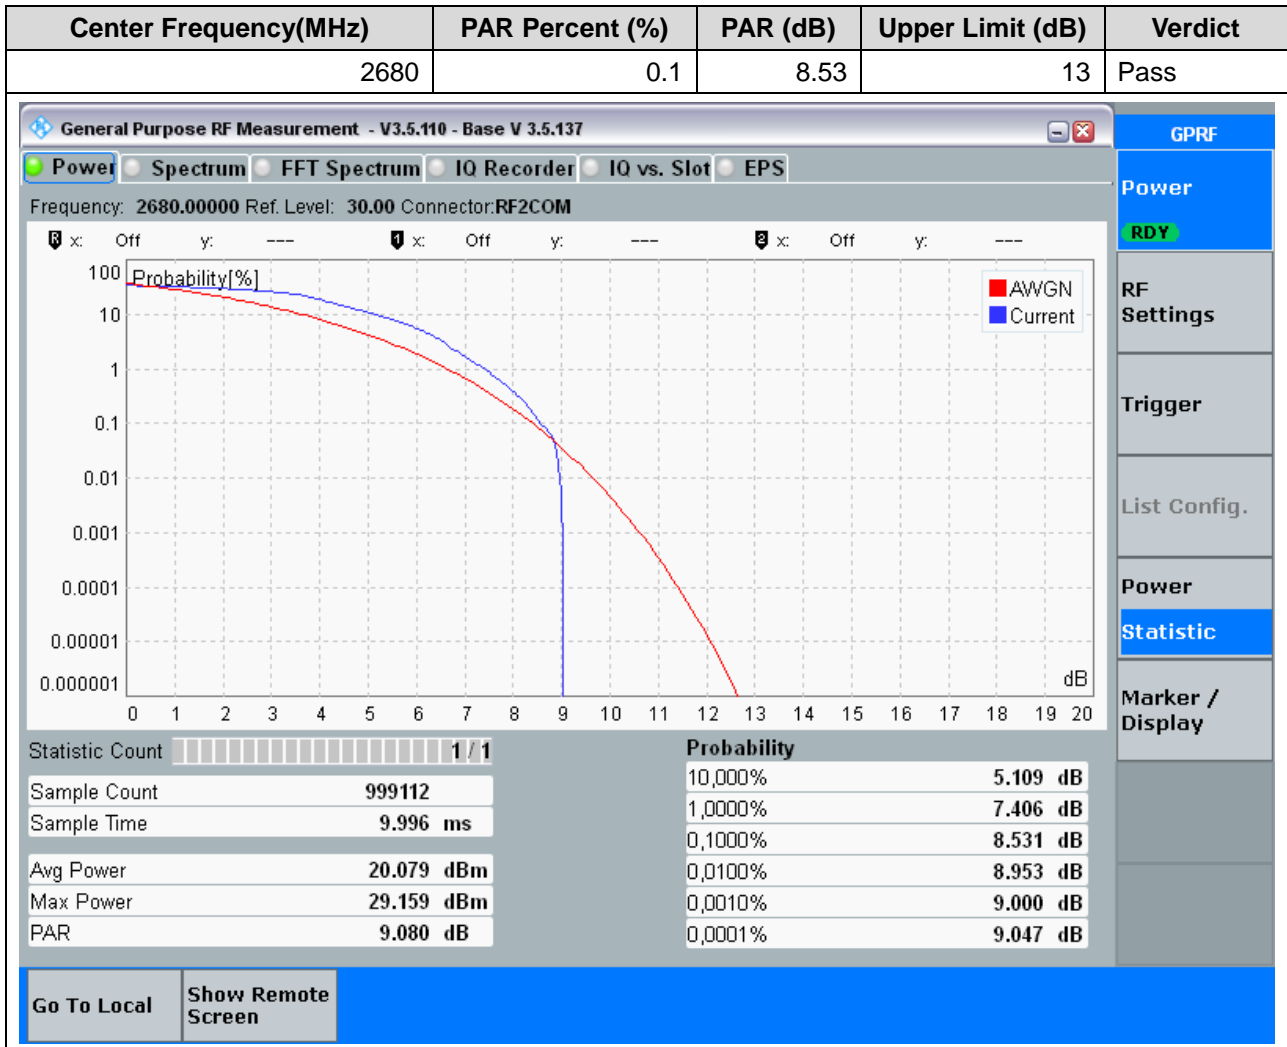 Center Frequency(MHz) PAR Percent (%) PAR (dB) Upper Limit (dB) Verdict
2680 0.1 8.53 13 Pass
General Purpose RF Measurement - V3.5.110 - Base V 3.5.137
GPRF
Power Spectrum FFT Spectrum IQ Recorder IQ vs. Slot EPS
Frequency: 2680.00000 Ref. Level: 30.00 Connector:RF2COM
R x: Off y: --- 1 x: Off y: --- 2 x: Off y: ---
Probability[%]
100
10
1
0.1
0.01
0.001
0.0001
0.00001
0.000001
AWGN
Current
dB
0 1 2 3 4 5 6 7 8 9 10 11 12 13 14 15 16 17 18 19 20
Statistic Count 1 / 1
Sample Count 999112
Sample Time 9.996 ms
Avg Power 20.079 dBm
Max Power 29.159 dBm
PAR 9.080 dB
Probability
10,000% 5.109 dB
1,0000% 7.406 dB
0,1000% 8.531 dB
0,0100% 8.953 dB
0,0010% 9.000 dB
0,0001% 9.047 dB
Power
RDY
RF
Settings
Trigger
List Config.
Power
Statistic
Marker /
Display
Go To Local
Show Remote
Screen